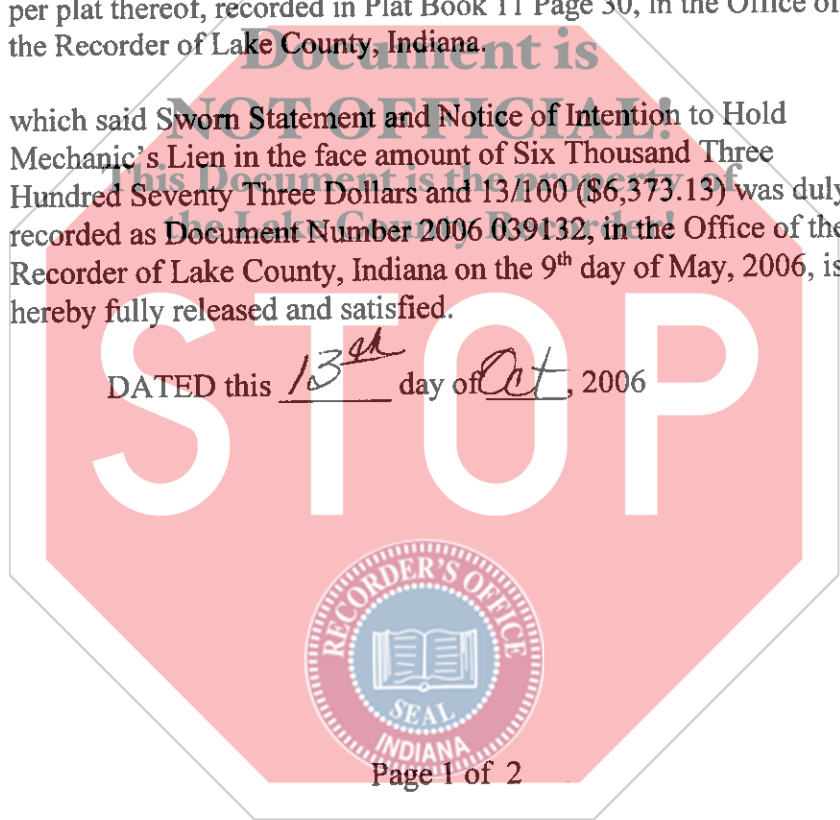 per plat thereof, recorded in Plat Book 11 Page 30, in the Office of
the Recorder of Lake County, Indiana.
Document is
NOT OFFICIAL!
which said Sworn Statement and Notice of Intention to Hold
Mechanic's Lien in the face amount of Six Thousand Three
This Document is the property of
Hundred Seventy Three Dollars and 13/100 ($6,373.13) was duly
the Lake County Recorder!
recorded as Document Number 2006 039132, in the Office of the
Recorder of Lake County, Indiana on the 9th day of May, 2006, is
hereby fully released and satisfied.
STOP
DATED this 13th day of Oct, 2006
RECORDER'S OFFICE
SEAL
INDIANA
Page 1 of 2